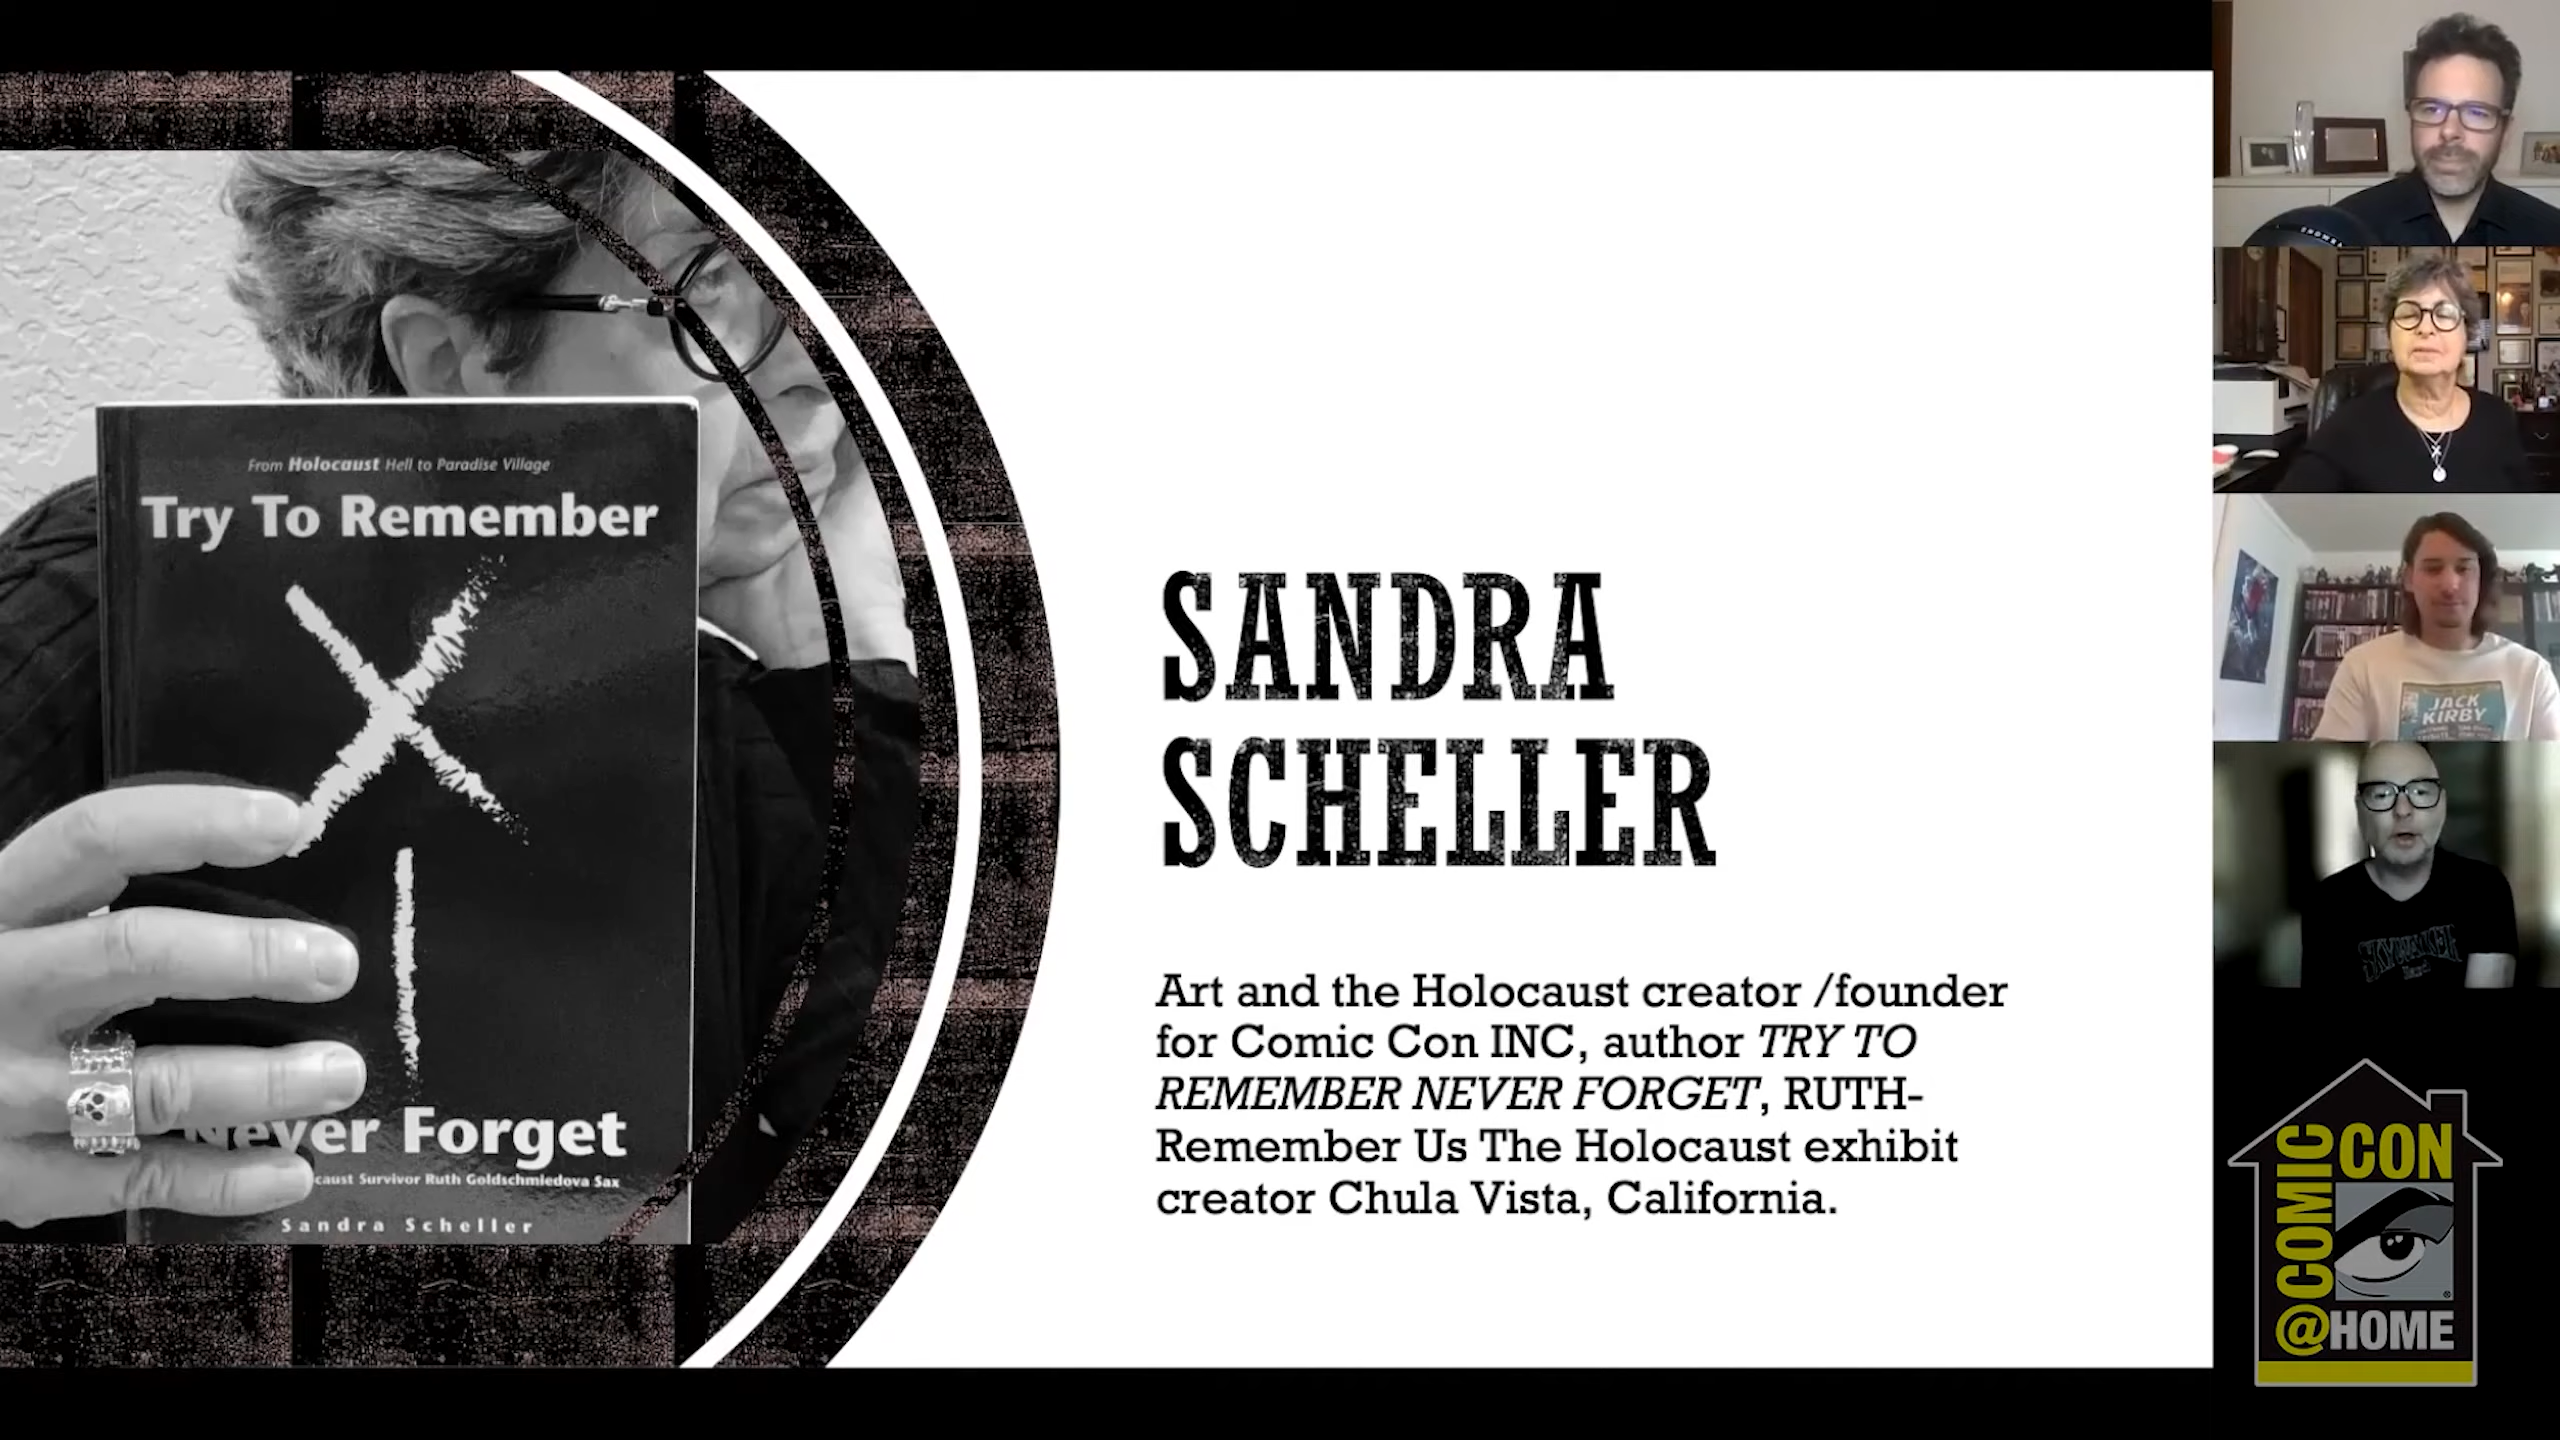 From Holocaust Hell to Paradise Village
Try To Remember
Never Forget
caust Survivor Ruth Goldschmiedova Sax
Sandra Scheller
SANDRA
SCHELLER
Art and the Holocaust creator /founder
for Comic Con INC, author TRY TO
REMEMBER NEVER FORGET, RUTH-
Remember Us The Holocaust exhibit
creator Chula Vista, California.
JACK
KIRBY
SKYWALKER
COMIC
CON
@HOME